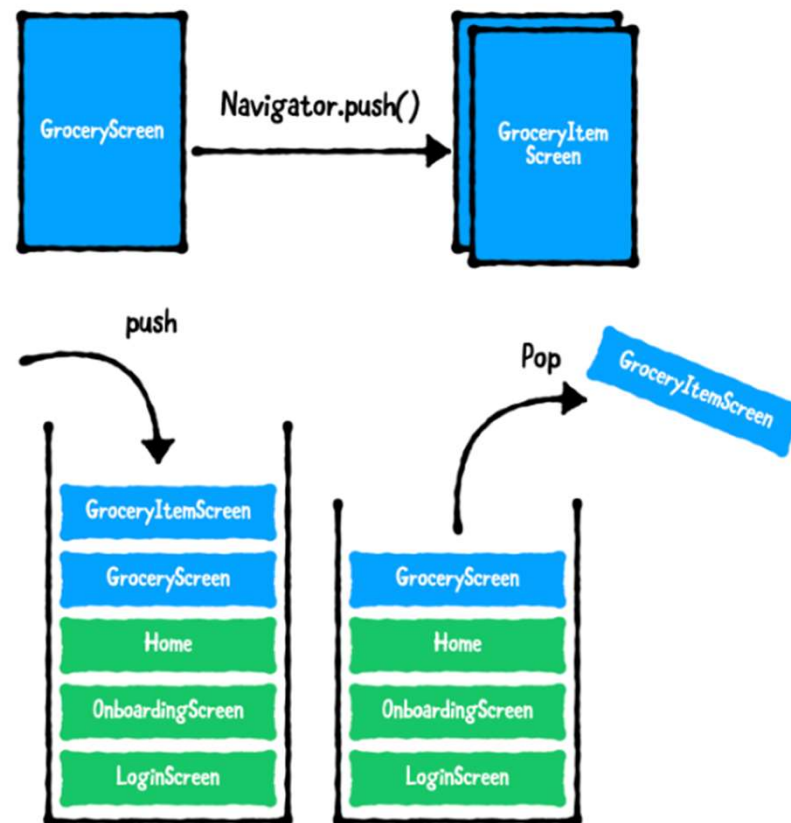 GroceryScreen
Navigator.push()
GroceryItem
Screen
push
GroceryItemScreen
GroceryScreen
Home
OnboardingScreen
LoginScreen
Pop
GroceryItemScreen
GroceryScreen
Home
OnboardingScreen
LoginScreen